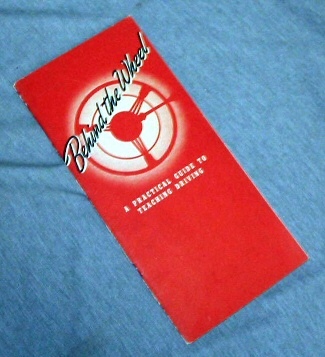 Behind the Wheel
A PRACTICAL GUIDE TO
TEACHING DRIVING